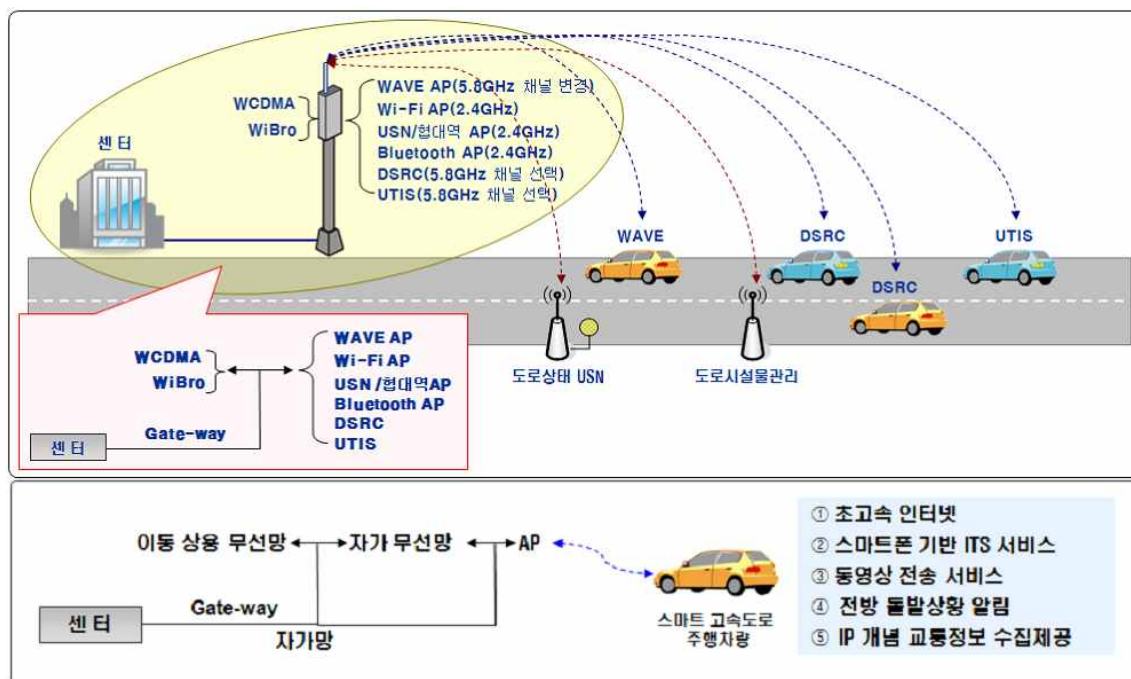 센 터
WCDMA
WiBro
WAVE AP(5.8GHz 채널 변경)
Wi-Fi AP(2.4GHz)
USN/협대역 AP(2.4GHz)
Bluetooth AP(2.4GHz)
DSRC(5.8GHz 채널 선택)
UTIS(5.8GHz 채널 선택)
WAVE
DSRC
UTIS
DSRC
도로상태 USN
도로시설물관리
WCDMA
WiBro
WAVE AP
Wi-Fi AP
USN/협대역AP
Bluetooth AP
DSRC
UTIS
Gate-way
센 터
이동 상용 무선망
자가 무선망
AP
Gate-way
센 터
자가망
스마트 고속도로
주행차량
① 초고속 인터넷
② 스마트폰 기반 ITS 서비스
③ 동영상 전송 서비스
④ 전방 돌발상황 알림
⑤ IP 개념 교통정보 수집제공